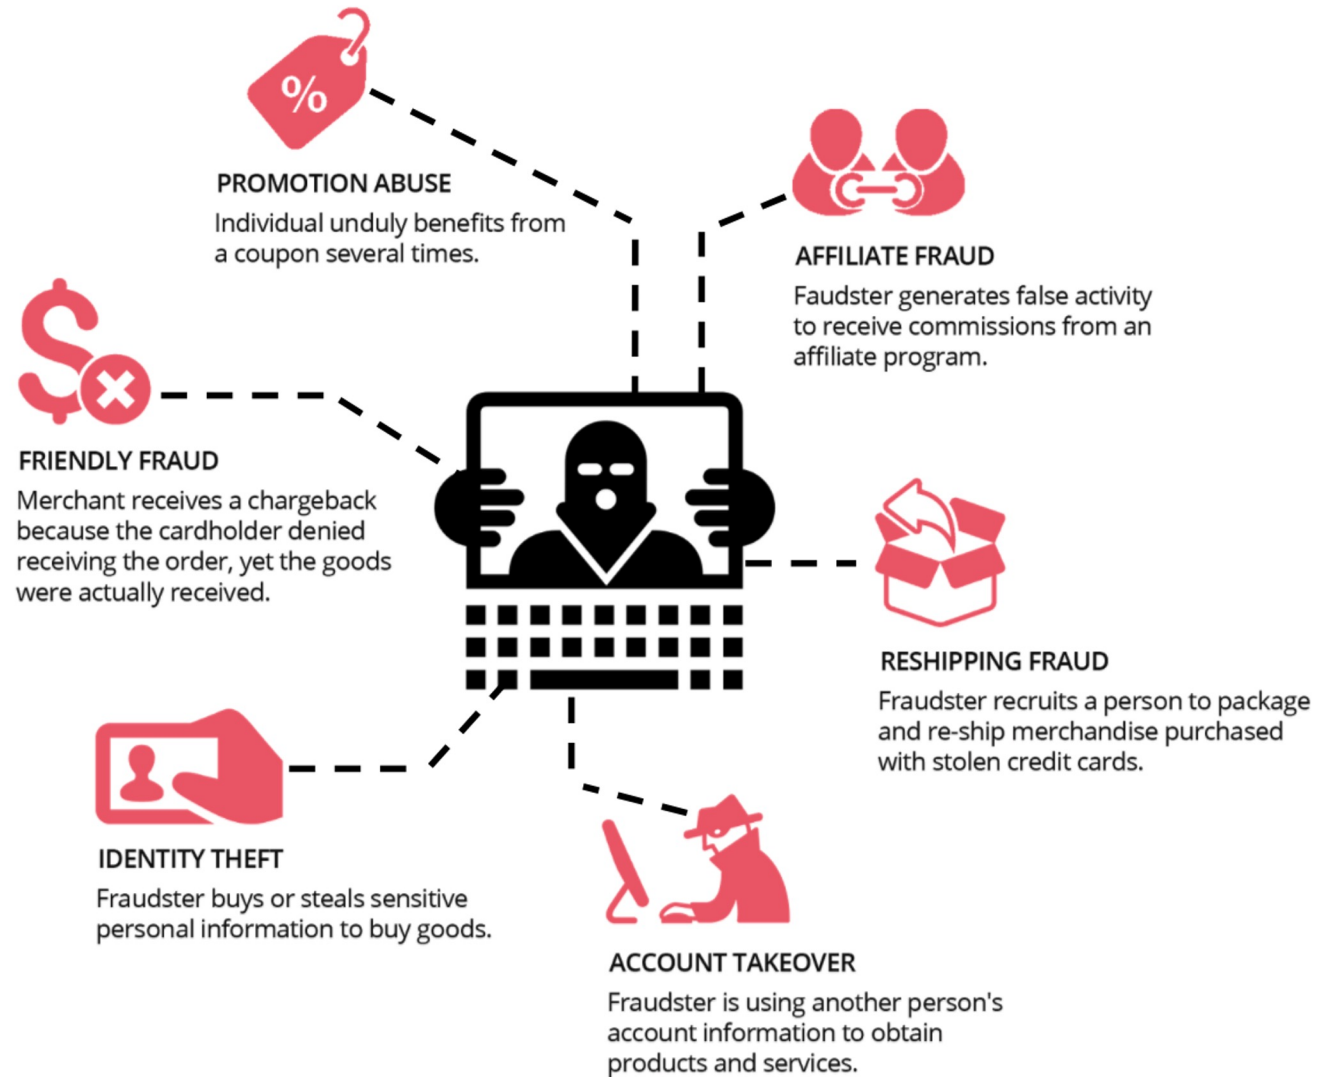 %
PROMOTION ABUSE
Individual unduly benefits from
a coupon several times.
AFFILIATE FRAUD
Faudster generates false activity
to receive commissions from an
affiliate program.
$
FRIENDLY FRAUD
Merchant receives a chargeback
because the cardholder denied
receiving the order, yet the goods
were actually received.
RESHIPPING FRAUD
Fraudster recruits a person to package
and re-ship merchandise purchased
with stolen credit cards.
IDENTITY THEFT
Fraudster buys or steals sensitive
personal information to buy goods.
ACCOUNT TAKEOVER
Fraudster is using another person's
account information to obtain
products and services.